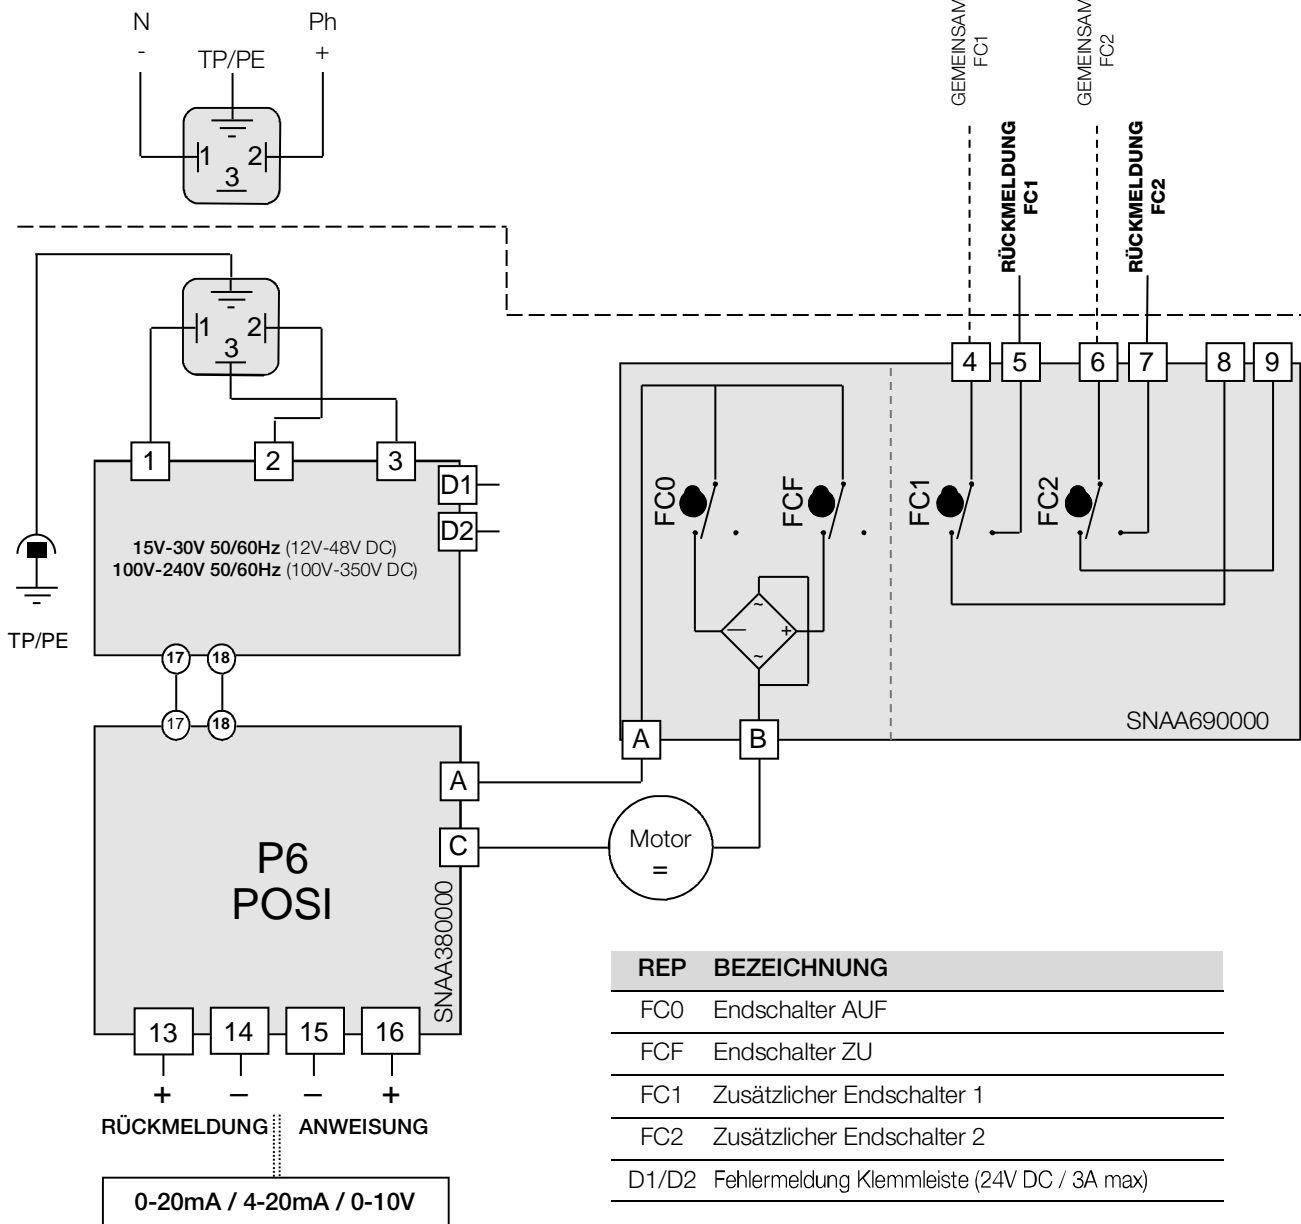 N
Ph
-
TP/PE
+
1
2
3
GEMEINSAM
FC1
RÜCKMELDUNG
FC1
GEMEINSAM
FC2
RÜCKMELDUNG
FC2
1
2
3
4
5
6
7
8
9
1
2
3
D1
D2
15V-30V 50/60Hz (12V-48V DC)
100V-240V 50/60Hz (100V-350V DC)
TP/PE
FC0
FCF
FC1
FC2
~
—
+
~
17
18
17
18
A
B
SNAA690000
A
C
Motor
=
P6
POSI
SNAA380000
13
14
15
16
+
–
–
+
RÜCKMELDUNG
ANWEISUNG
0-20mA / 4-20mA / 0-10V
REP BEZEICHNUNG
FC0 Endschalter AUF
FCF Endschalter ZU
FC1 Zusätzlicher Endschalter 1
FC2 Zusätzlicher Endschalter 2
D1/D2 Fehlermeldung Klemmleiste (24V DC / 3A max)